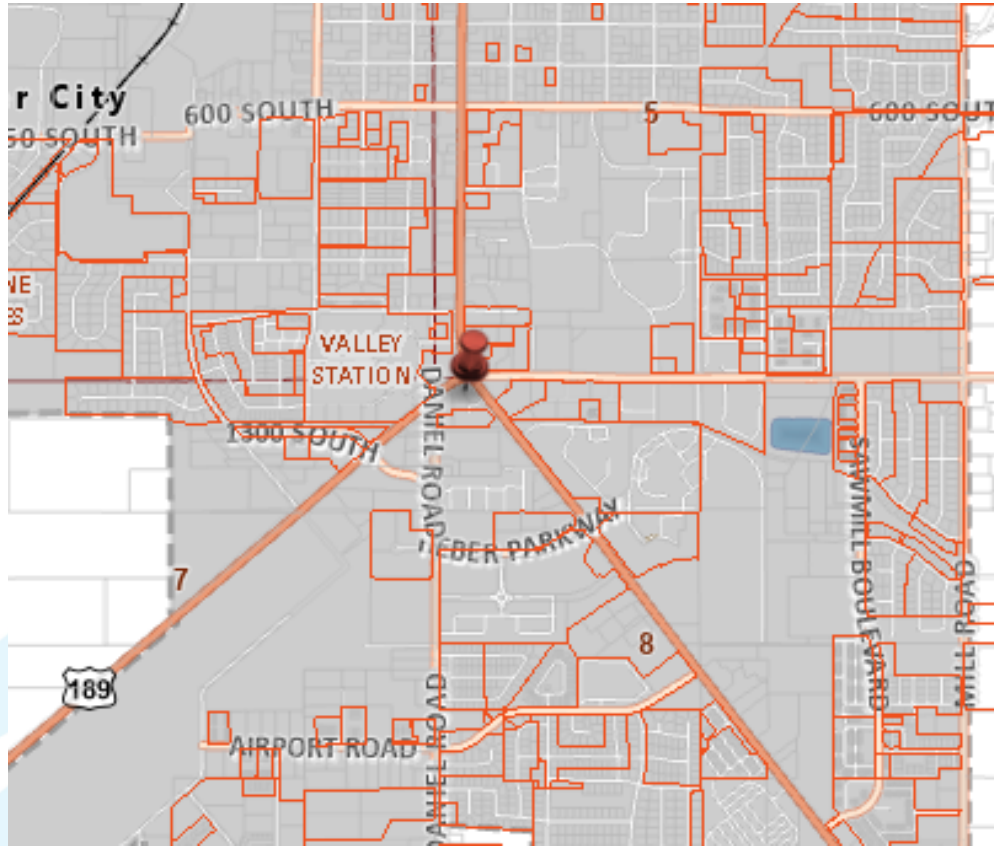 r City
600 SOUTH
50 SOUTH
5
600 SOUT
NE
ES
VALLEY
STATION
DANIEL ROAD
1300 SOUTH
EBER PARKWAY
SAWMILL BOULEVARD
MILL ROAD
7
8
189
AIRPORT ROAD
DANIEL ROAD